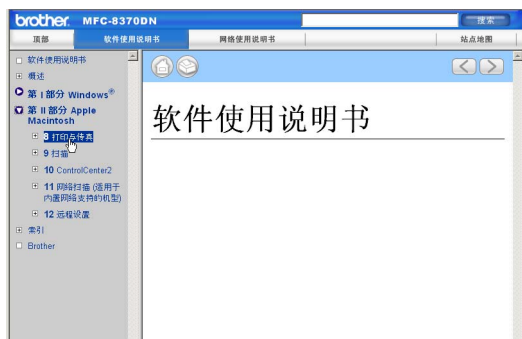 brother. MFC-8370DN
搜索
顶部
软件使用说明书
网络使用说明书
站点地图
软件使用说明书
概述
第 I 部分 Windows®
第 II 部分 Apple
Macintosh
8 打印与传真
9 扫描
10 ControlCenter2
11 网络扫描 (适用于
内置网络支持的机型)
12 远程设置
索引
Brother
软件使用说明书